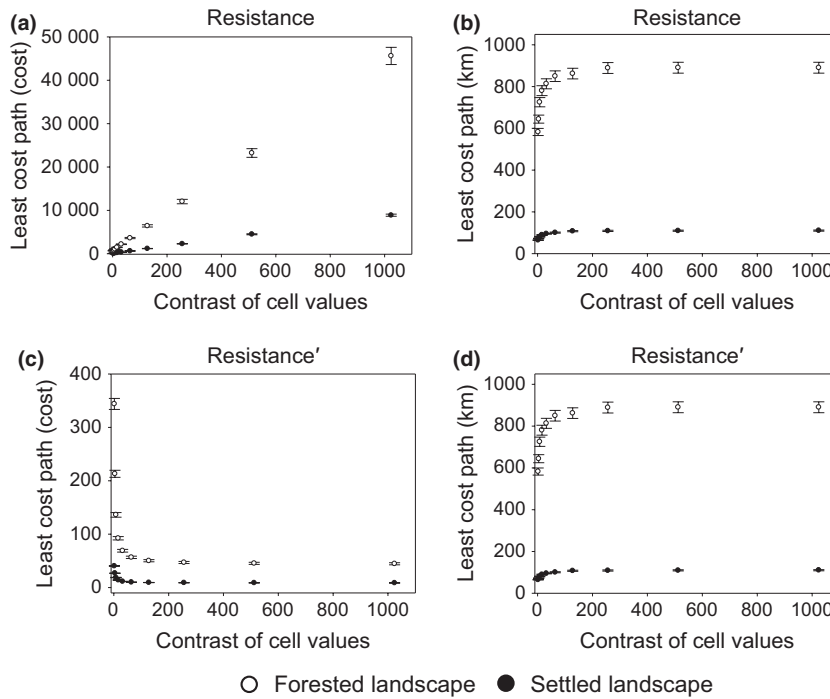 (a) Resistance
Least cost path (cost)
50 000
40 000
30 000
20 000
10 000
0
0 200 400 600 800 1000
Contrast of cell values
(b) Resistance
Least cost path (km)
1000
800
600
400
200
0
0 200 400 600 800 1000
Contrast of cell values
(c) Resistance′
Least cost path (cost)
400
300
200
100
0
0 200 400 600 800 1000
Contrast of cell values
(d) Resistance′
Least cost path (km)
1000
800
600
400
200
0
0 200 400 600 800 1000
Contrast of cell values
Forested landscape Settled landscape